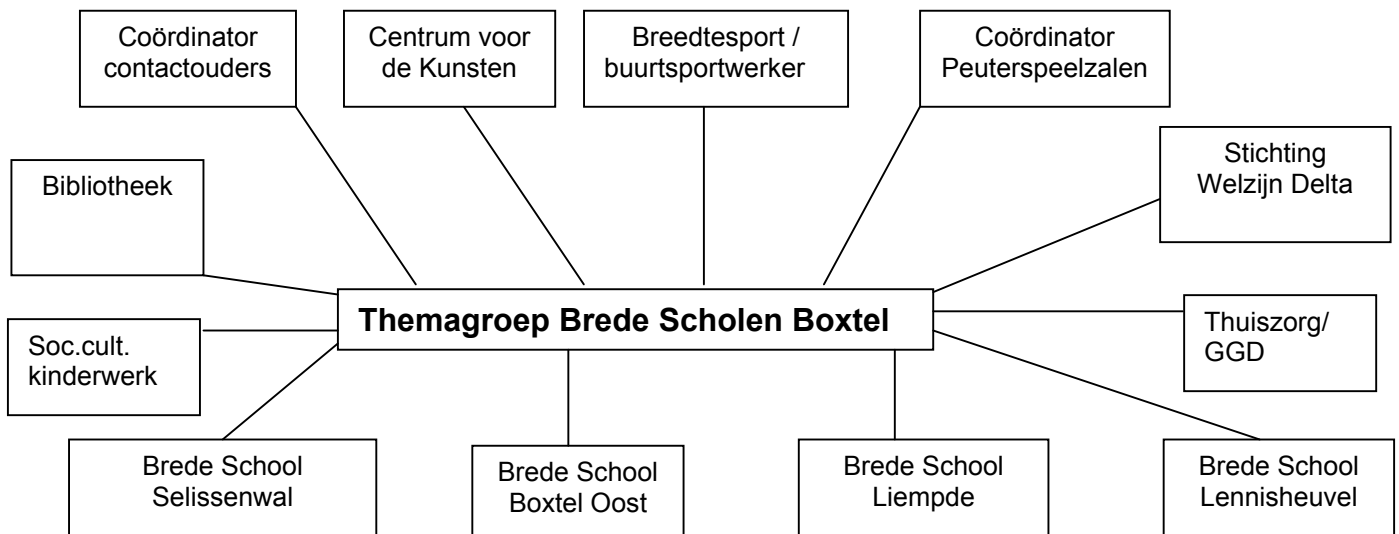 Coördinator
contactouders
Centrum voor
de Kunsten
Breedtesport /
buurtsportwerker
Coördinator
Peuterspeelzalen
Stichting
Welzijn Delta
Bibliotheek
Themagroep Brede Scholen Boxtel
Thuiszorg/
GGD
Soc.cult.
kinderwerk
Brede School
Selissenwal
Brede School
Boxtel Oost
Brede School
Liempde
Brede School
Lennisheuvel